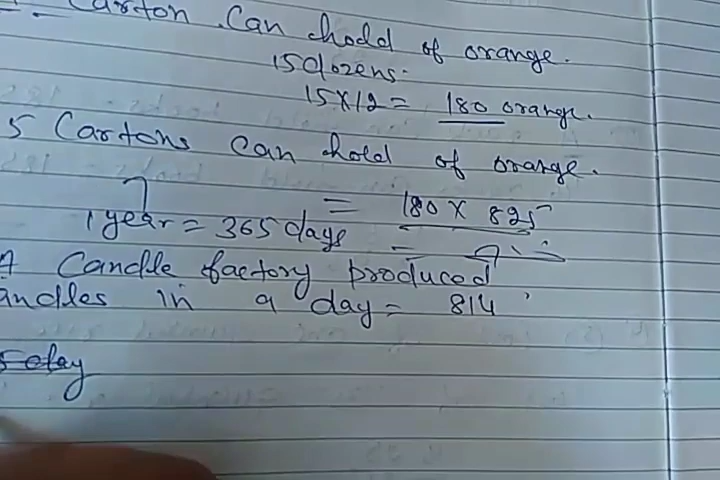 Carton Can hodd of orange.
15 dozens.
15 X 12 = 180 orange.
5 Cartons Can hold of orange.
= 180 X 825
1 year = 365 days =
A Candle factory produced
andles in a day = 814